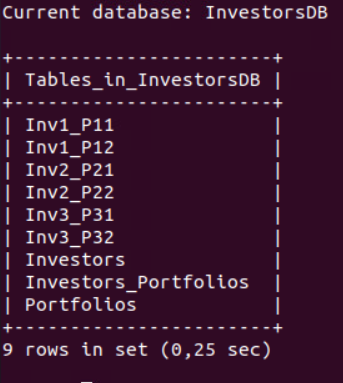 Current database: InvestorsDB
+-----------------------+
| Tables_in_InvestorsDB |
+-----------------------+
| Inv1_P11              |
| Inv1_P12              |
| Inv2_P21              |
| Inv2_P22              |
| Inv3_P31              |
| Inv3_P32              |
| Investors             |
| Investors_Portfolios  |
| Portfolios            |
+-----------------------+
9 rows in set (0,25 sec)